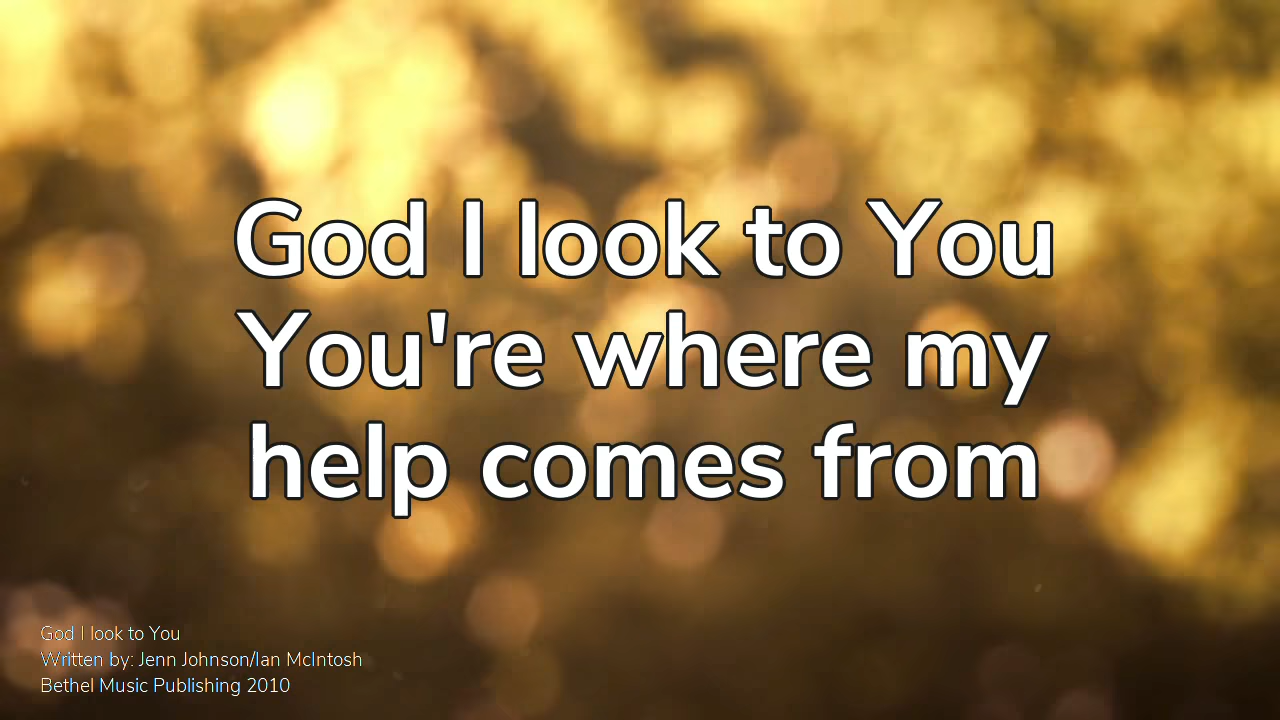 God I look to You
You're where my
help comes from
God I look to You
Written by: Jenn Johnson/Ian McIntosh
Bethel Music Publishing 2010